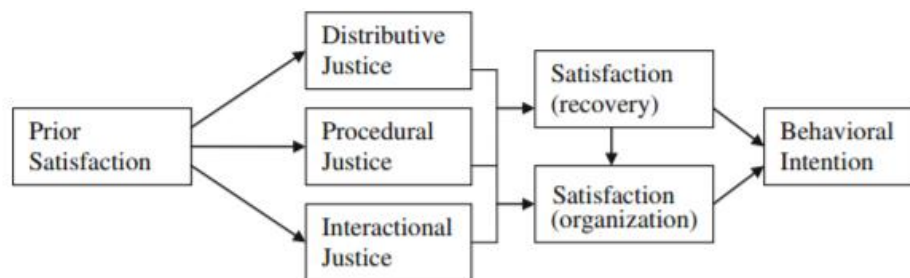 Prior
Satisfaction
Distributive
Justice
Procedural
Justice
Interactional
Justice
Satisfaction
(recovery)
Satisfaction
(organization)
Behavioral
Intention